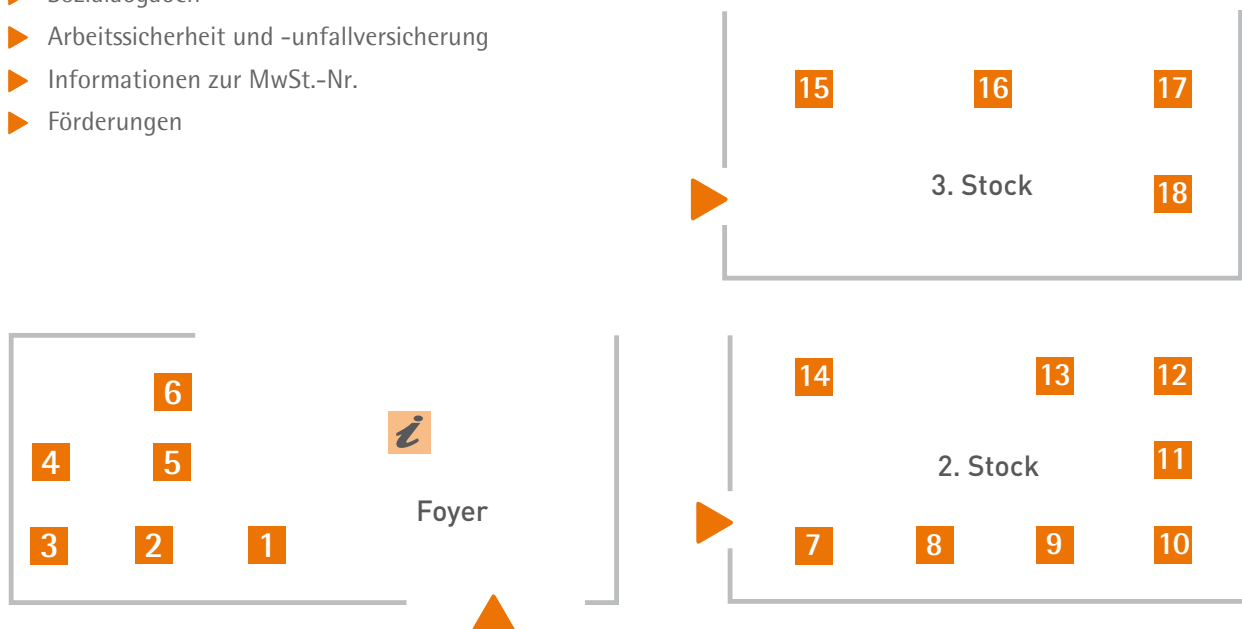 Arbeitssicherheit und -unfallversicherung
Informationen zur MwSt.-Nr.
Förderungen
15 16 17
3. Stock 18
6
i
4 5
Foyer
3 2 1
14 13 12
2. Stock 11
7 8 9 10